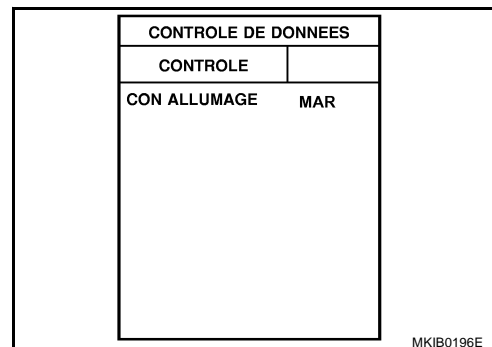 CONTROLE DE DONNEES
CONTROLE
CON ALLUMAGE MAR
MKIB0196E